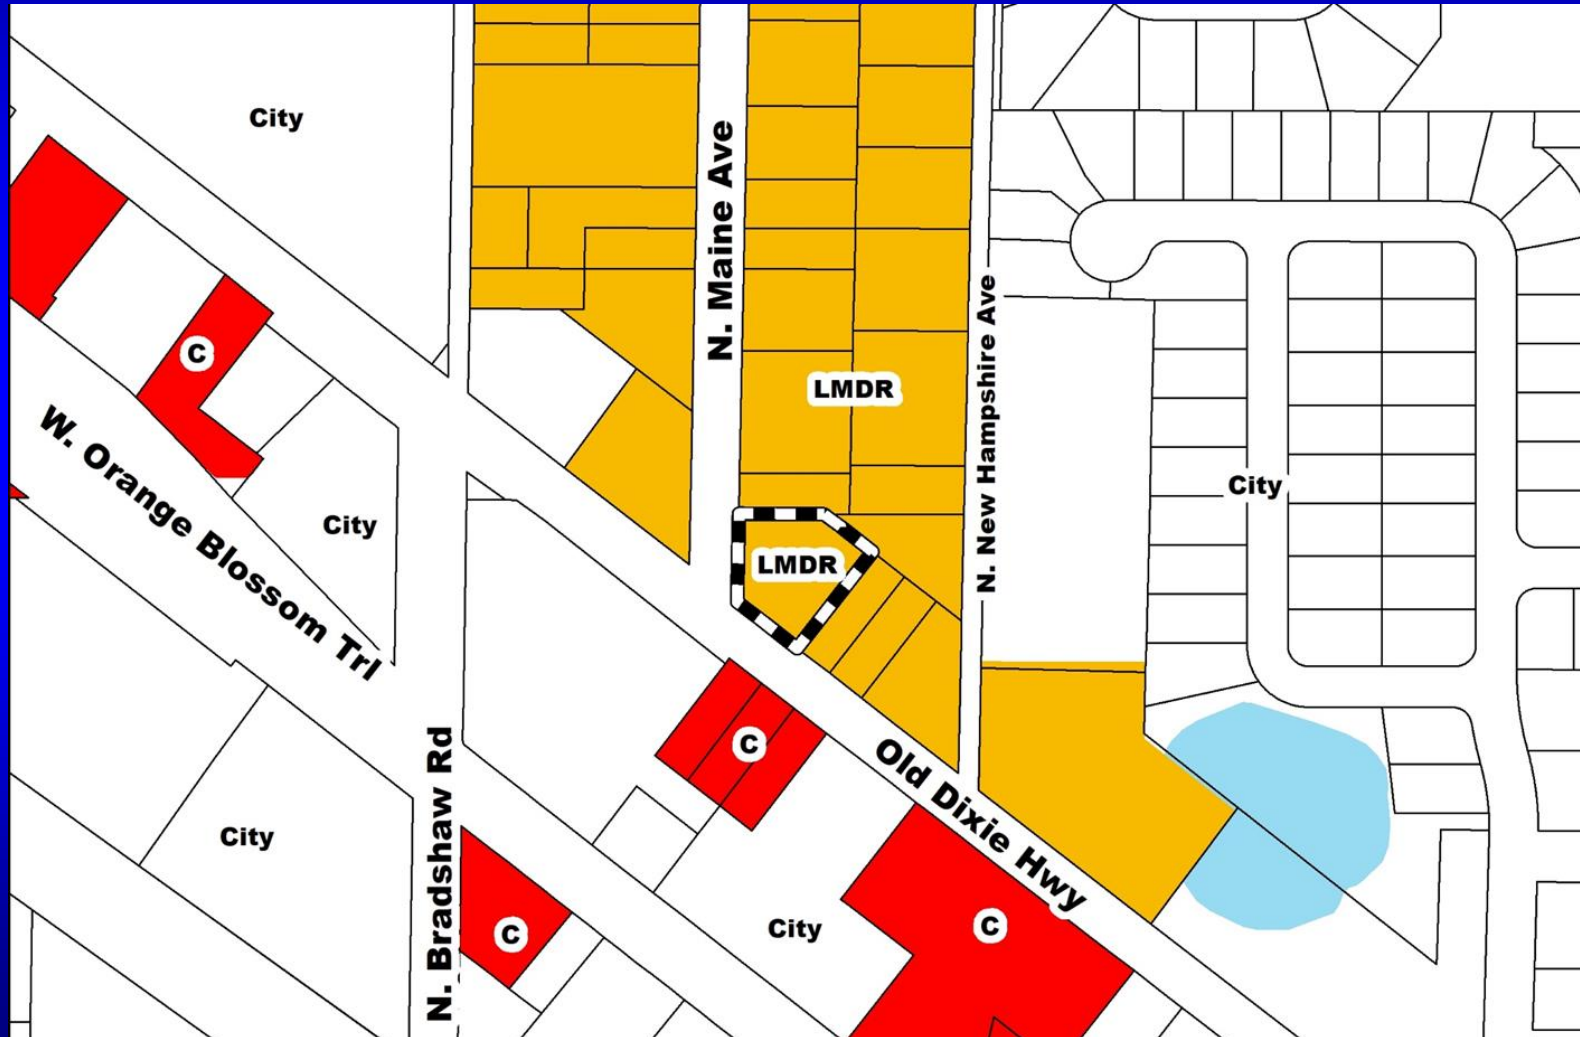 City
N. Maine Ave
C
LMDR
N. New Hampshire Ave
W. Orange Blossom Trl
City
City
LMDR
C
Old Dixie Hwy
N. Bradshaw Rd
City
C
City
C